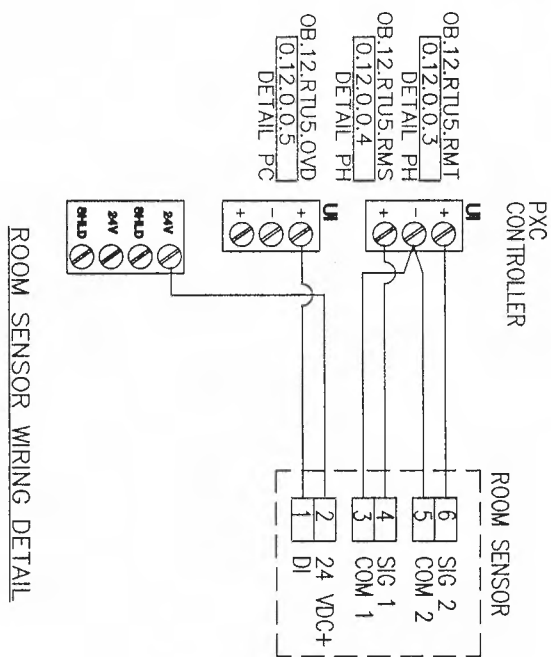 PXC
CONTROLLER
OB.12.RTU5.RMT
0.12.0.0.3
DETAIL PH
OB.12.RTU5.RMS
0.12.0.0.4
DETAIL PH
OB.12.RTU5.OVD
0.12.0.0.5
DETAIL PC
UI
+
-
+
UI
+
-
+
24V
SHLD
24V
SHLD
ROOM SENSOR
6 SIG 2
5 COM 2
4 SIG 1
3 COM 1
2 24 VDC+
1 DI
ROOM SENSOR WIRING DETAIL